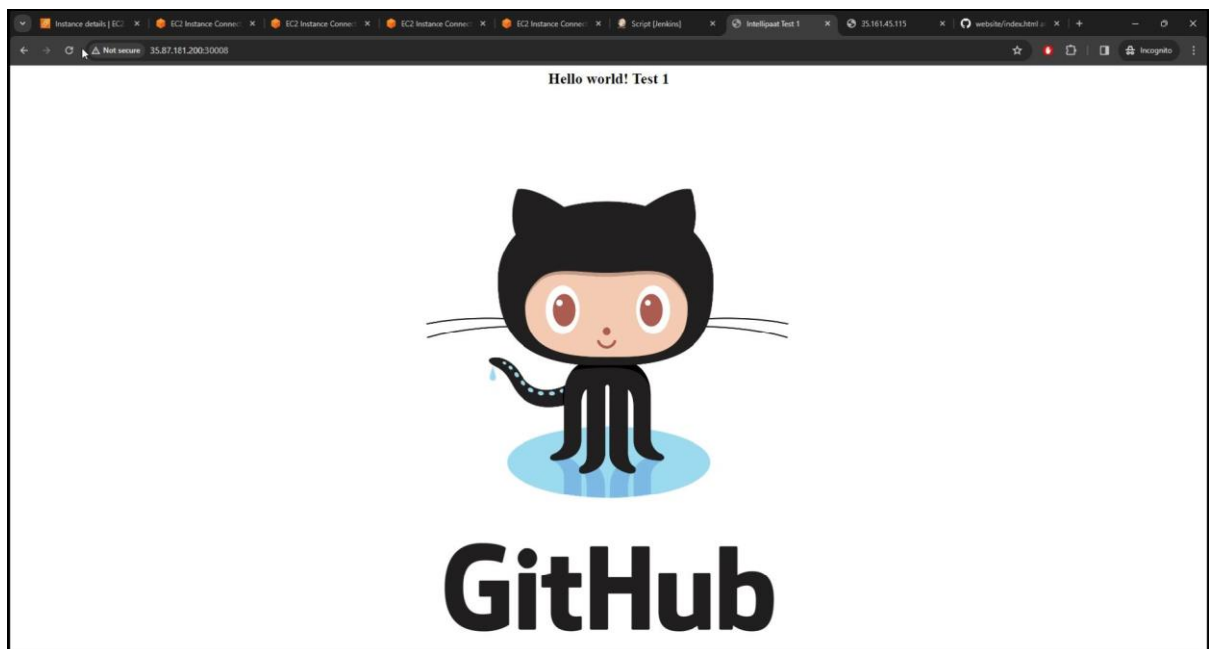 Instance details | EC2
EC2 Instance Connect
EC2 Instance Connect
EC2 Instance Connect
EC2 Instance Connect
Script [Jenkins]
Intellipaat Test 1
35.161.45.115
website/index.html a
Not secure
35.87.181.200:30008
Incognito
Hello world! Test 1
GitHub